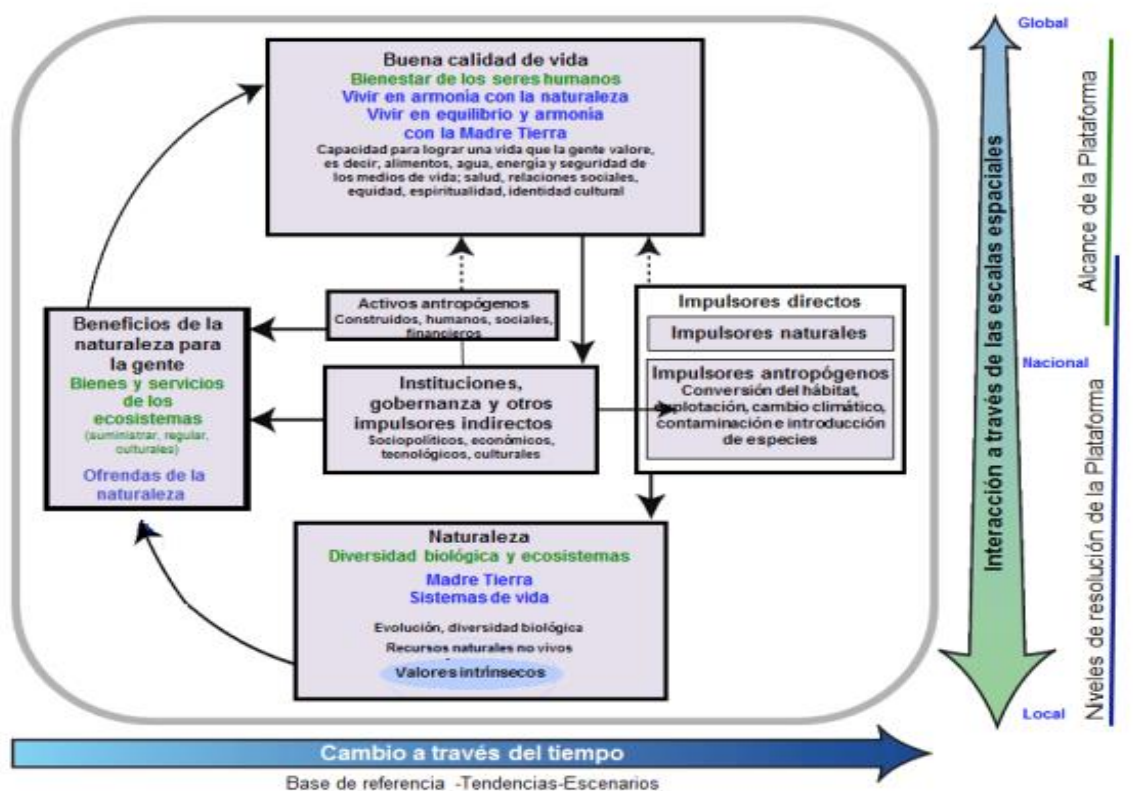 Buena calidad de vida
Bienestar de los seres humanos
Vivir en armonía con la naturaleza
Vivir en equilibrio y armonía
con la Madre Tierra
Capacidad para lograr una vida que la gente valore,
es decir, alimentos, agua, energía y seguridad de
los medios de vida; salud, relaciones sociales,
equidad, espiritualidad, identidad cultural
Beneficios de la
naturaleza para
la gente
Bienes y servicios
de los
ecosistemas
(suministrar, regular,
culturales)
Ofrendas de la
naturaleza
Activos antropógenos
Construidos, humanos, sociales,
financieros
Instituciones,
gobernanza y otros
impulsores indirectos
Sociopolíticos, económicos,
tecnológicos, culturales
Impulsores directos
Impulsores naturales
Impulsores antropógenos
Conversión del hábitat,
explotación, cambio climático,
contaminación e introducción
de especies
Naturaleza
Diversidad biológica y ecosistemas
Madre Tierra
Sistemas de vida
Evolución, diversidad biológica
Recursos naturales no vivos
Valores intrínsecos
Global
Nacional
Local
Interacción a través de las escalas espaciales
Alcance de la Plataforma
Niveles de resolución de la Plataforma
Cambio a través del tiempo
Base de referencia -Tendencias-Escenarios